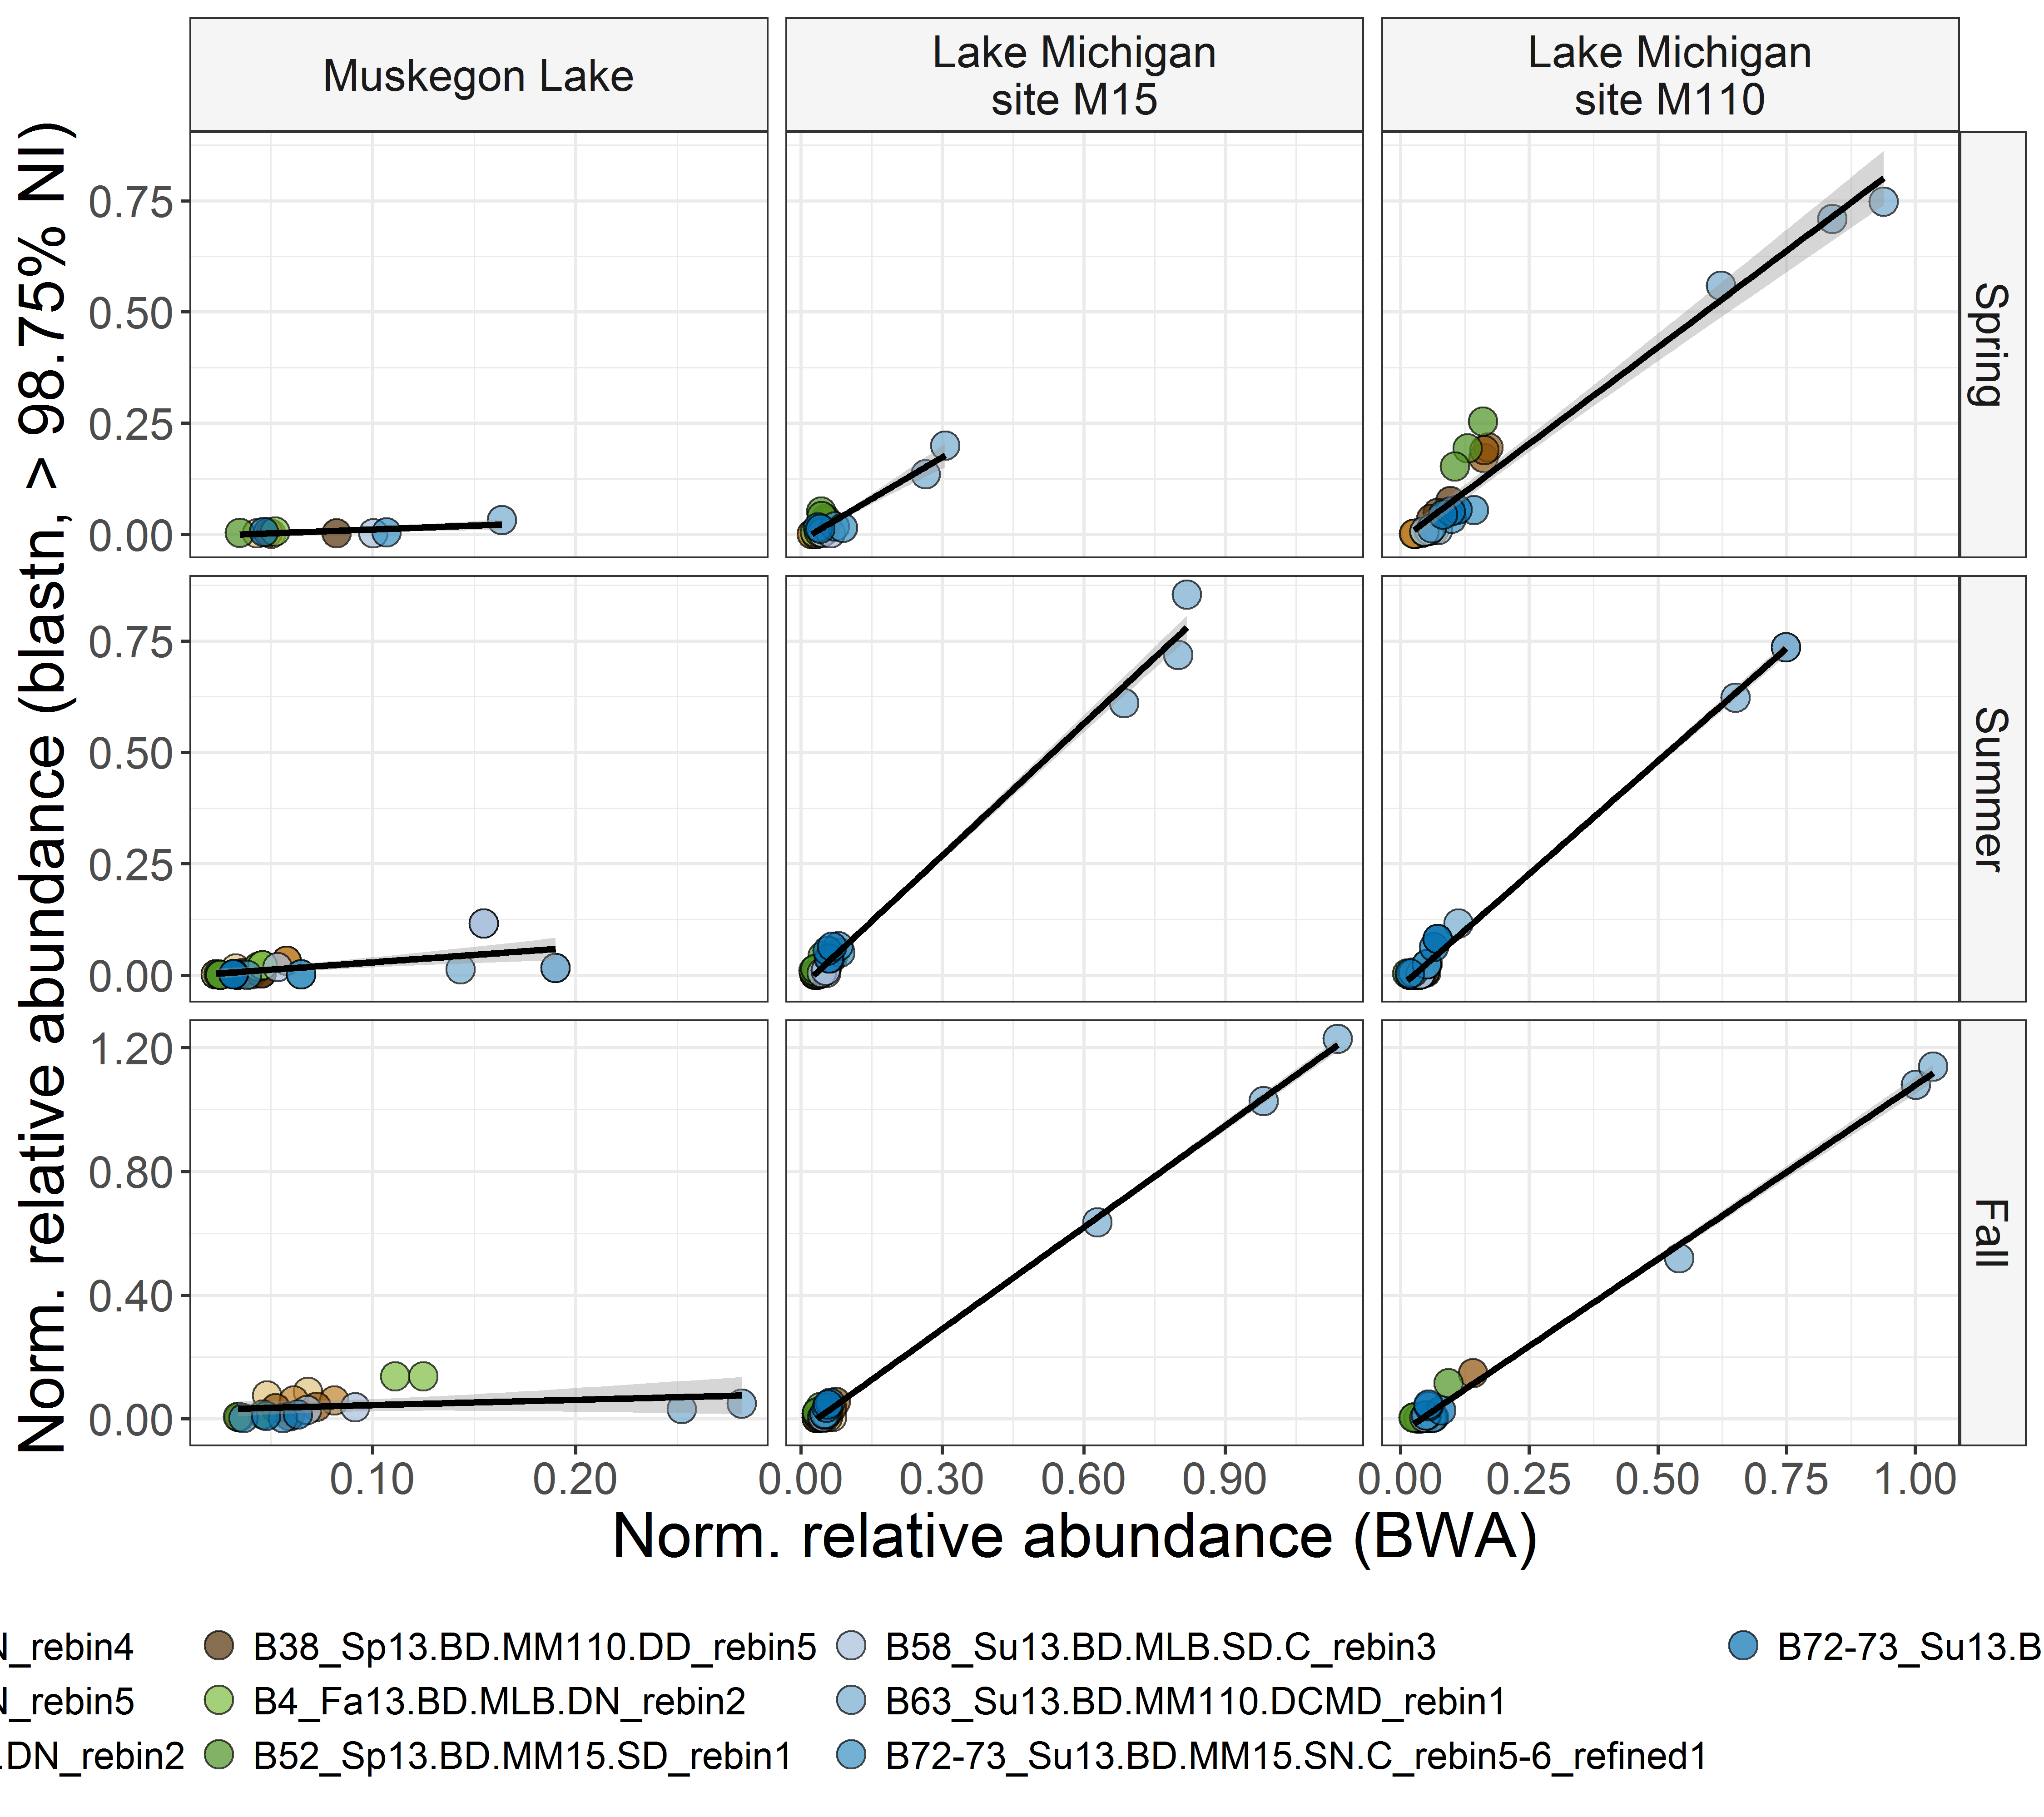 Muskegon Lake
Lake Michigan
site M15
Lake Michigan
site M110
Norm. relative abundance (blastn, > 98.75% NI)
0.75
0.50
0.25
0.00
Spring
0.75
0.50
0.25
0.00
Summer
1.20
0.80
0.40
0.00
Fall
0.10 0.20 0.00 0.30 0.60 0.90 0.00 0.25 0.50 0.75 1.00
Norm. relative abundance (BWA)
N_rebin4 B38_Sp13.BD.MM110.DD_rebin5 B58_Su13.BD.MLB.SD.C_rebin3 B72-73_Su13.B
N_rebin5 B4_Fa13.BD.MLB.DN_rebin2 B63_Su13.BD.MM110.DCMD_rebin1
.DN_rebin2 B52_Sp13.BD.MM15.SD_rebin1 B72-73_Su13.BD.MM15.SN.C_rebin5-6_refined1